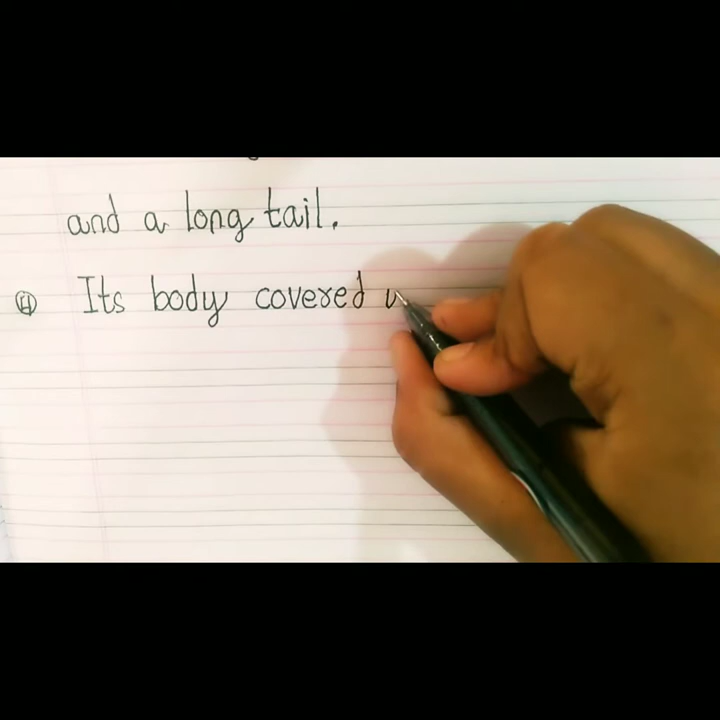 and a long tail.
④ Its body covered